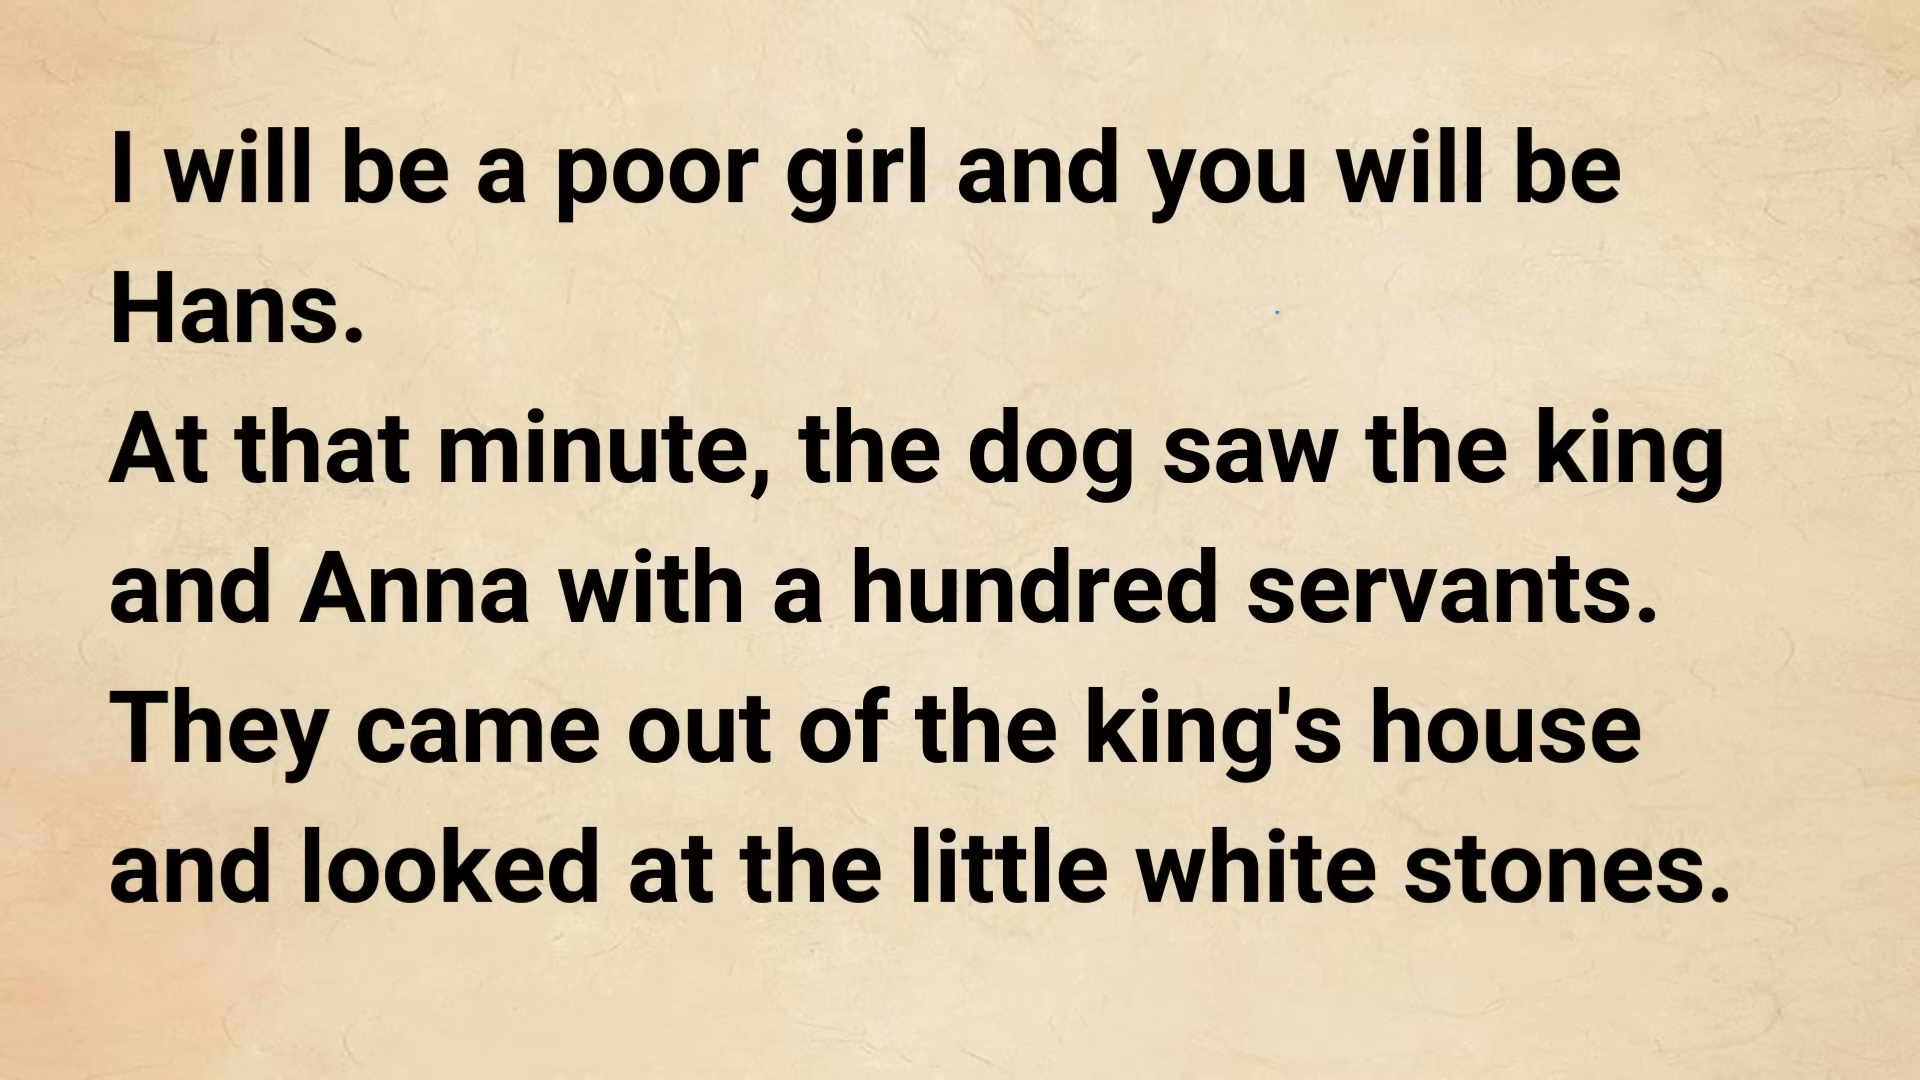 I will be a poor girl and you will be
Hans.
At that minute, the dog saw the king
and Anna with a hundred servants.
They came out of the king's house
and looked at the little white stones.